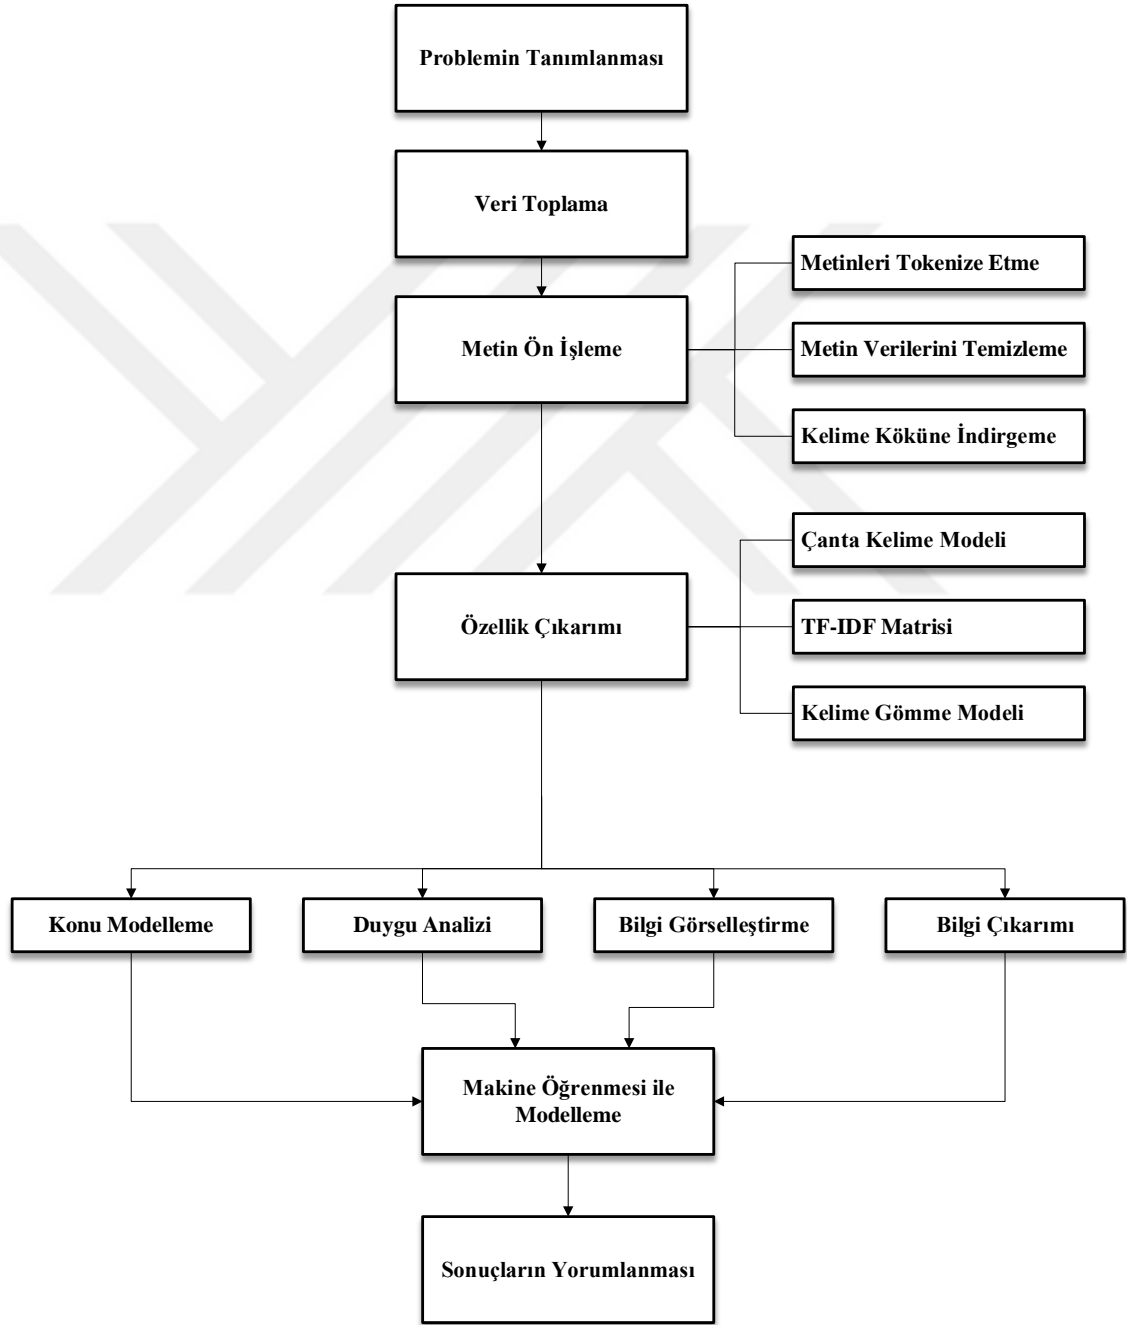 Problemin Tanımlanması
Veri Toplama
Metinleri Tokenize Etme
Metin Ön İşleme
Metin Verilerini Temizleme
Kelime Köküne İndirgeme
Çanta Kelime Modeli
Özellik Çıkarımı
TF-IDF Matrisi
Kelime Gömme Modeli
Konu Modelleme
Duygu Analizi
Bilgi Görselleştirme
Bilgi Çıkarımı
Makine Öğrenmesi ile
Modelleme
Sonuçların Yorumlanması